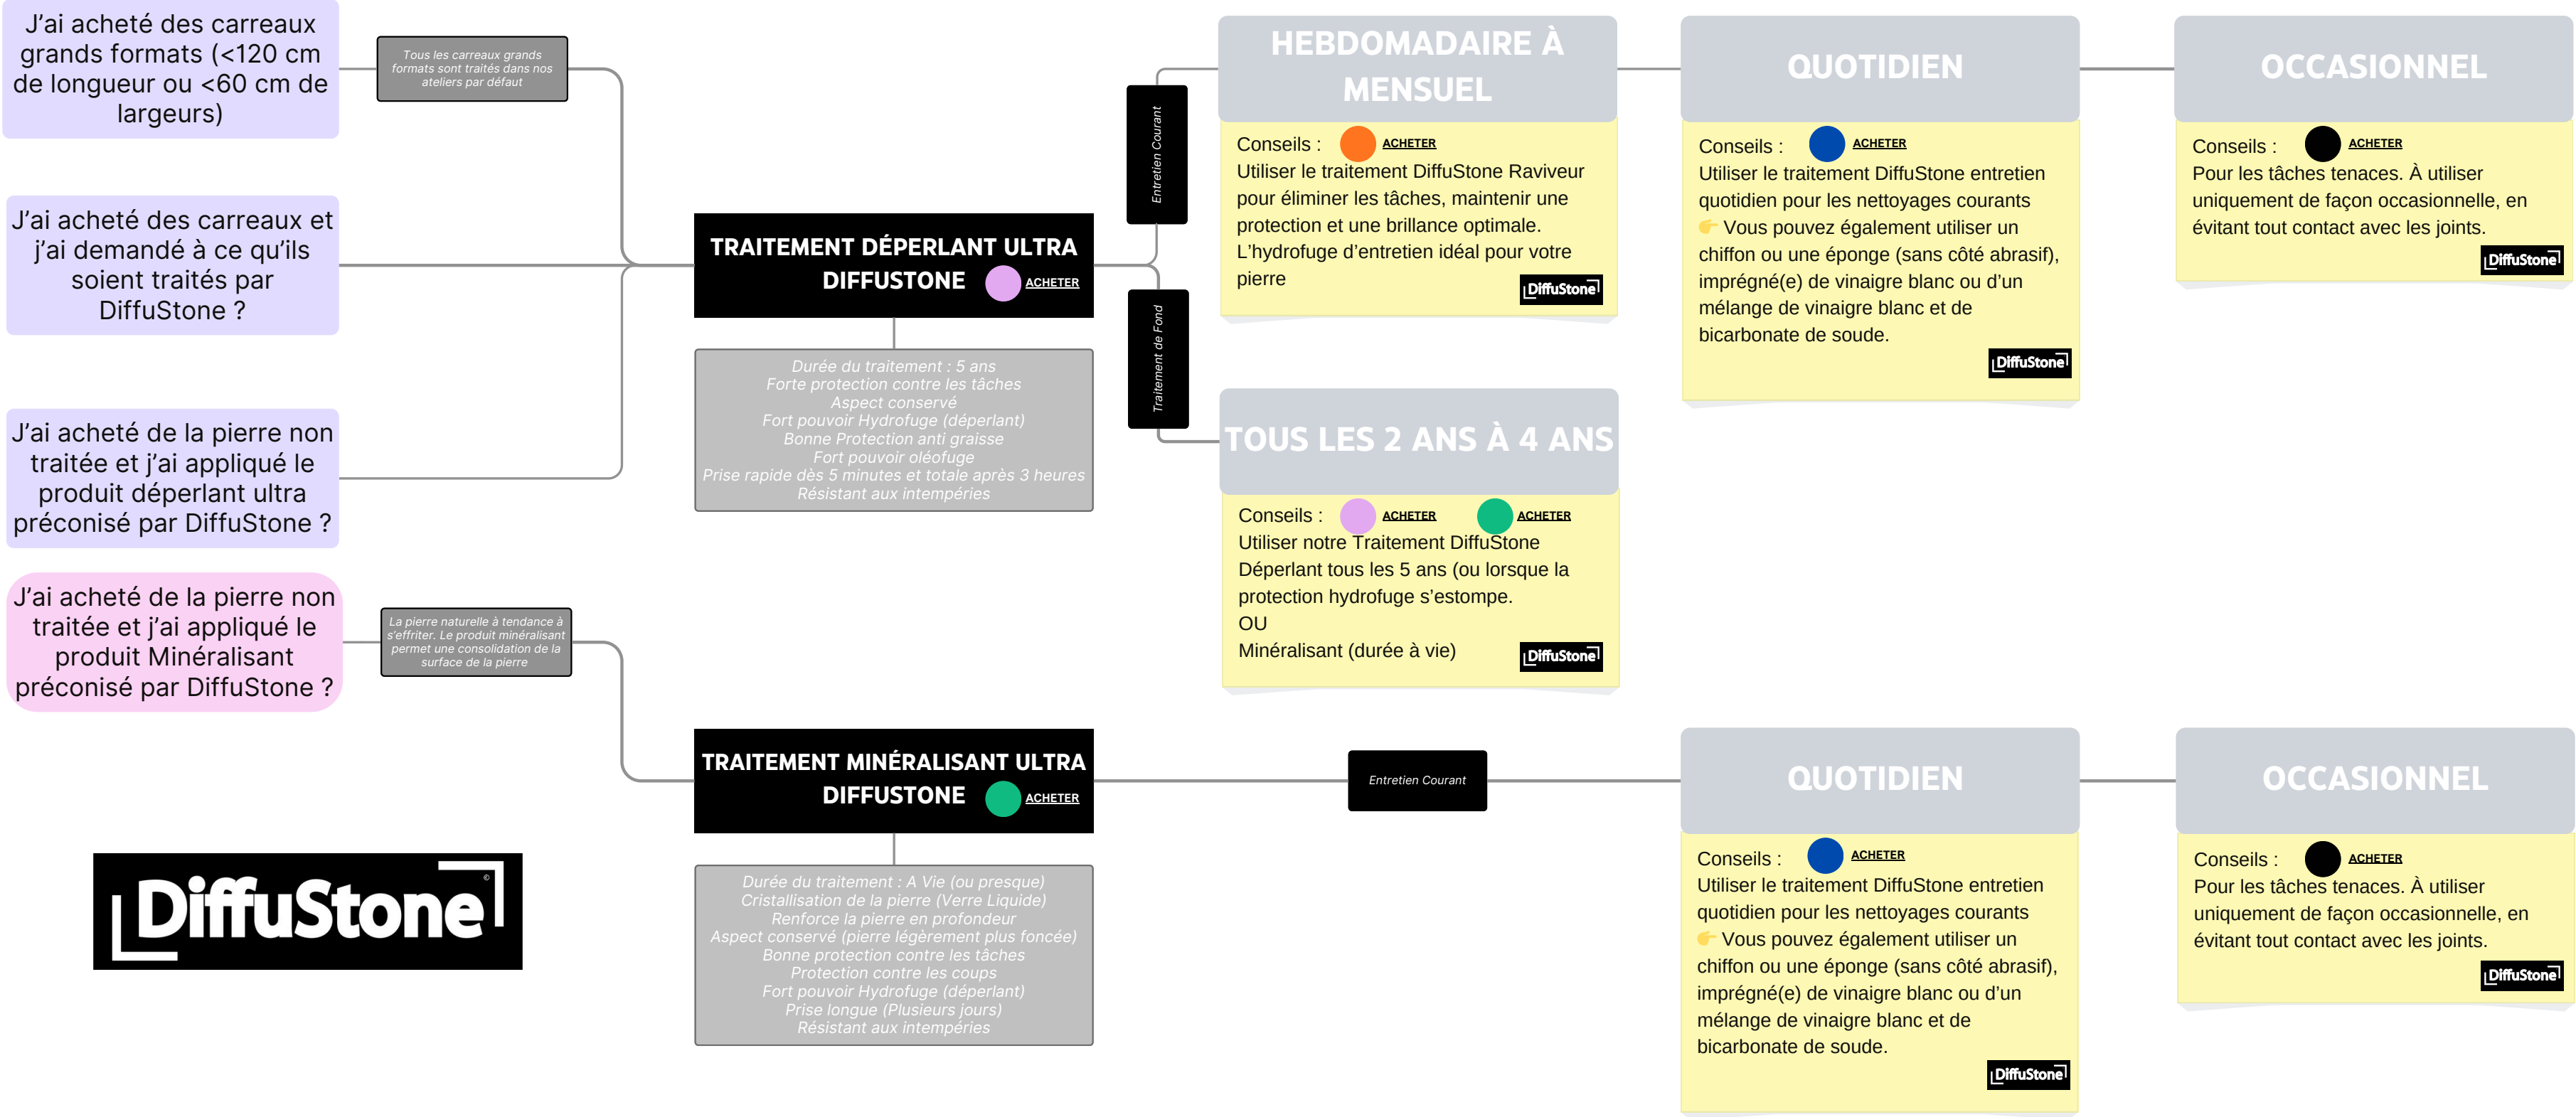 J'ai acheté des carreaux
grands formats (<120 cm
de longueur ou <60 cm de
largeurs)
Tous les carreaux grands
formats sont traités dans nos
ateliers par défaut
J'ai acheté des carreaux et
j'ai demandé à ce qu'ils
soient traités par
DiffuStone ?
J'ai acheté de la pierre non
traitée et j'ai appliqué le
produit déperlant ultra
préconisé par DiffuStone ?
TRAITEMENT DÉPERLANT ULTRA
DIFFUSTONE ACHETER
Durée du traitement : 5 ans
Forte protection contre les tâches
Aspect conservé
Fort pouvoir Hydrofuge (déperlant)
Bonne Protection anti graisse
Fort pouvoir oléofuge
Prise rapide dès 5 minutes et totale après 3 heures
Résistant aux intempéries
Entretien Courant
HEBDOMADAIRE À
MENSUEL
Conseils : ACHETER
Utiliser le traitement DiffuStone Raviveur
pour éliminer les tâches, maintenir une
protection et une brillance optimale.
L'hydrofuge d'entretien idéal pour votre
pierre
DiffuStone
QUOTIDIEN
Conseils : ACHETER
Utiliser le traitement DiffuStone entretien
quotidien pour les nettoyages courants
👉 Vous pouvez également utiliser un
chiffon ou une éponge (sans côté abrasif),
imprégné(e) de vinaigre blanc ou d'un
mélange de vinaigre blanc et de
bicarbonate de soude.
DiffuStone
OCCASIONNEL
Conseils : ACHETER
Pour les tâches tenaces. À utiliser
uniquement de façon occasionnelle, en
évitant tout contact avec les joints.
DiffuStone
Traitement de Fond
TOUS LES 2 ANS À 4 ANS
Conseils : ACHETER ACHETER
Utiliser notre Traitement DiffuStone
Déperlant tous les 5 ans (ou lorsque la
protection hydrofuge s'estompe.
OU
Minéralisant (durée à vie)
DiffuStone
J'ai acheté de la pierre non
traitée et j'ai appliqué le
produit Minéralisant
préconisé par DiffuStone ?
La pierre naturelle à tendance à
s'effriter. Le produit minéralisant
permet une consolidation de la
surface de la pierre
TRAITEMENT MINÉRALISANT ULTRA
DIFFUSTONE ACHETER
Durée du traitement : A Vie (ou presque)
Cristallisation de la pierre (Verre Liquide)
Renforce la pierre en profondeur
Aspect conservé (pierre légèrement plus foncée)
Bonne protection contre les tâches
Protection contre les coups
Fort pouvoir Hydrofuge (déperlant)
Prise longue (Plusieurs jours)
Résistant aux intempéries
Entretien Courant
QUOTIDIEN
Conseils : ACHETER
Utiliser le traitement DiffuStone entretien
quotidien pour les nettoyages courants
👉 Vous pouvez également utiliser un
chiffon ou une éponge (sans côté abrasif),
imprégné(e) de vinaigre blanc ou d'un
mélange de vinaigre blanc et de
bicarbonate de soude.
DiffuStone
OCCASIONNEL
Conseils : ACHETER
Pour les tâches tenaces. À utiliser
uniquement de façon occasionnelle, en
évitant tout contact avec les joints.
DiffuStone
DiffuStone ©